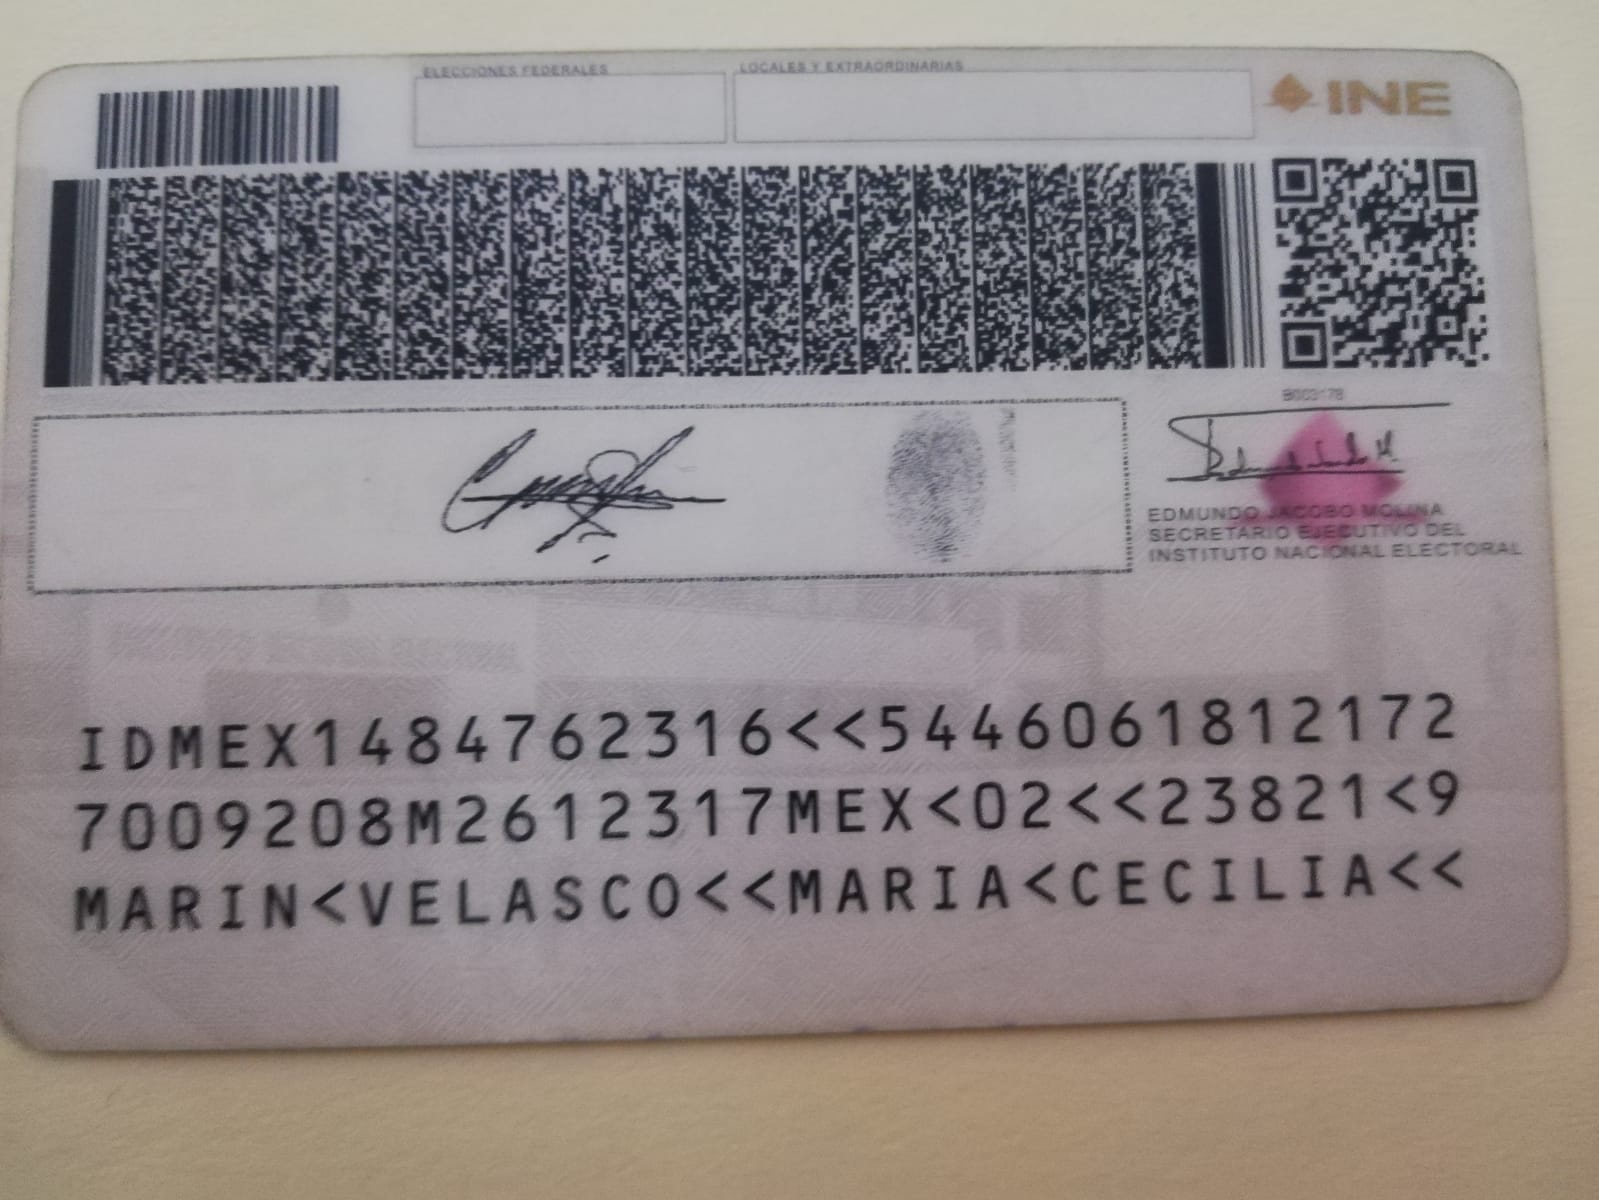 ELECCIONES FEDERALES
LOCALES Y EXTRAORDINARIAS
INE
EDMUNDO JACOBO MOLINA
SECRETARIO EJECUTIVO DEL
INSTITUTO NACIONAL ELECTORAL
IDMEX1484762316<<5446061812172
7009208M2612317MEX<02<<23821<9
MARIN<VELASCO<<MARIA<CECILIA<<